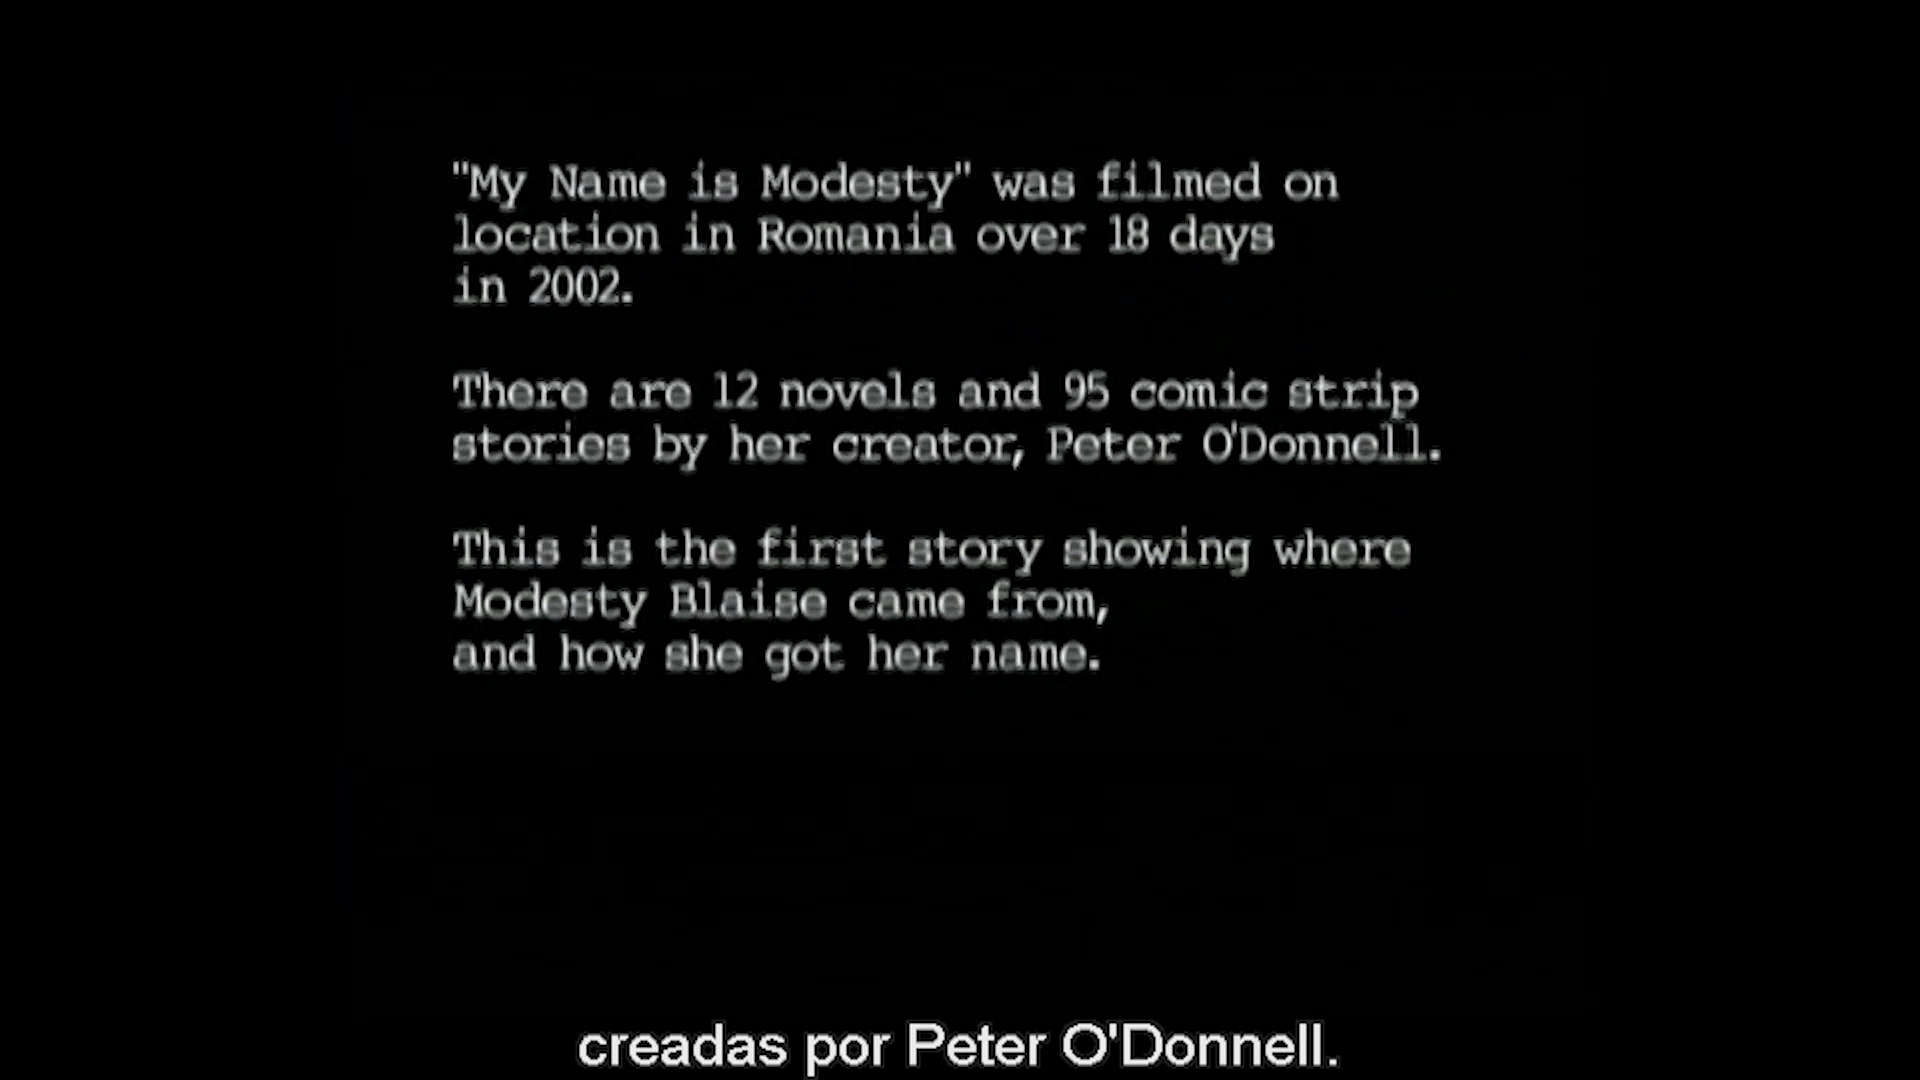 "My Name is Modesty" was filmed on
location in Romania over 18 days
in 2002.
There are 12 novels and 95 comic strip
stories by her creator, Peter O'Donnell.
This is the first story showing where
Modesty Blaise came from,
and how she got her name.
creadas por Peter O'Donnell.